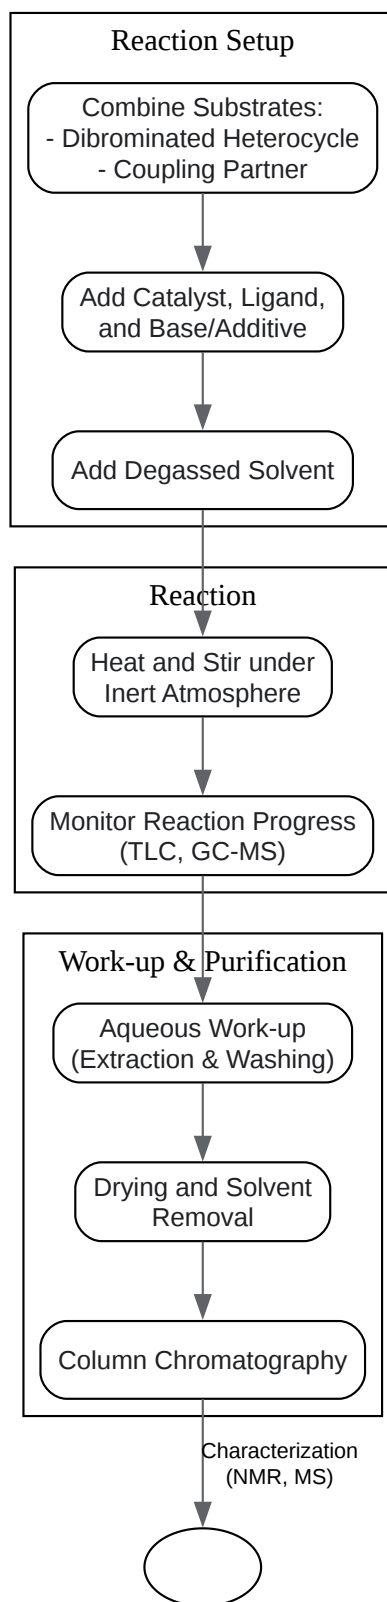 Reaction Setup
Combine Substrates:
- Dibrominated Heterocycle
- Coupling Partner
Add Catalyst, Ligand,
and Base/Additive
Add Degassed Solvent
Reaction
Heat and Stir under
Inert Atmosphere
Monitor Reaction Progress
(TLC, GC-MS)
Work-up & Purification
Aqueous Work-up
(Extraction & Washing)
Drying and Solvent
Removal
Column Chromatography
Characterization
(NMR, MS)